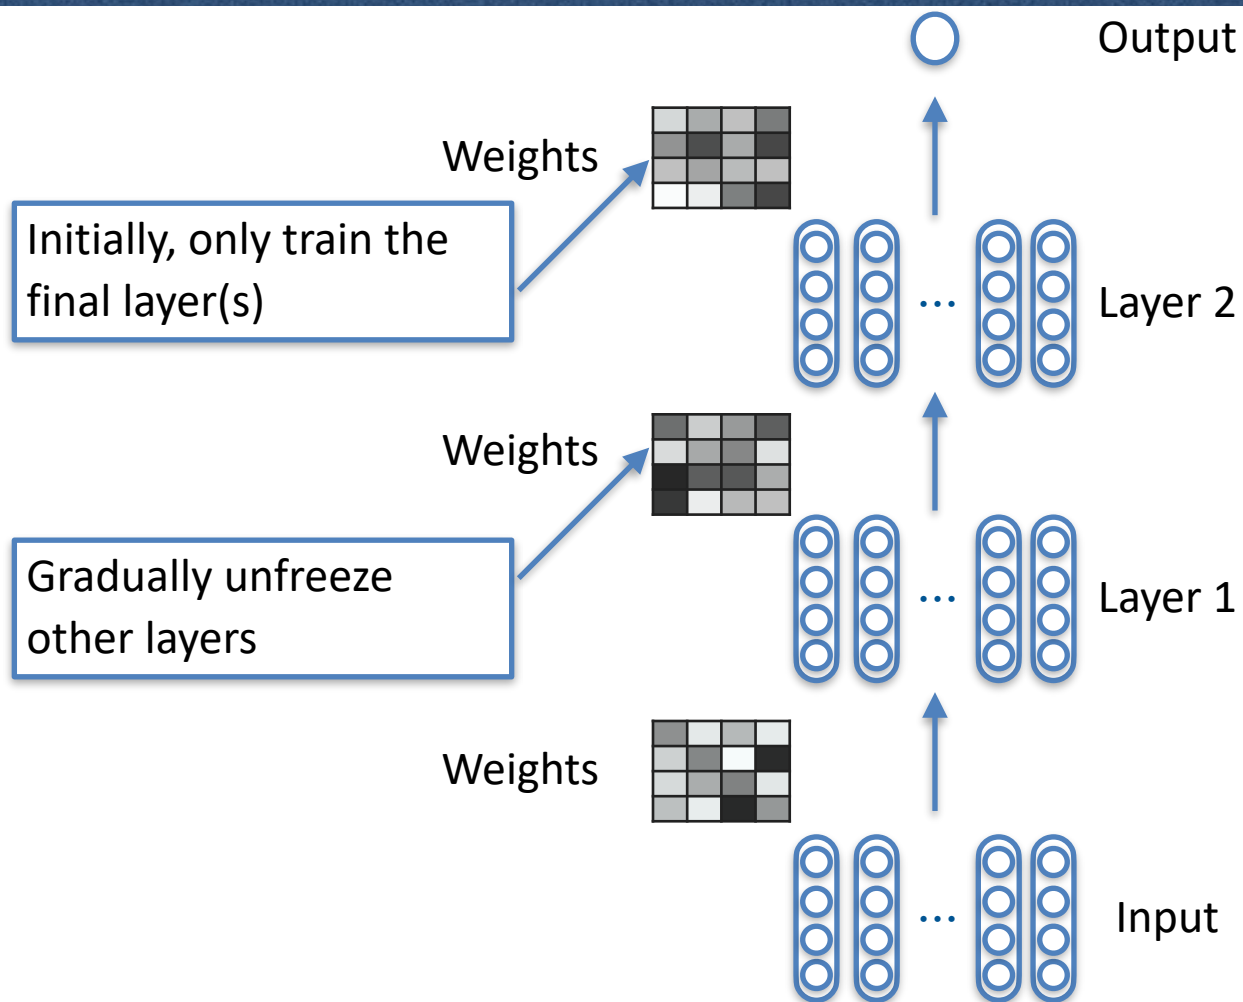 Output
Weights
Initially, only train the
final layer(s)
...
Layer 2
Weights
Gradually unfreeze
other layers
...
Layer 1
Weights
...
Input